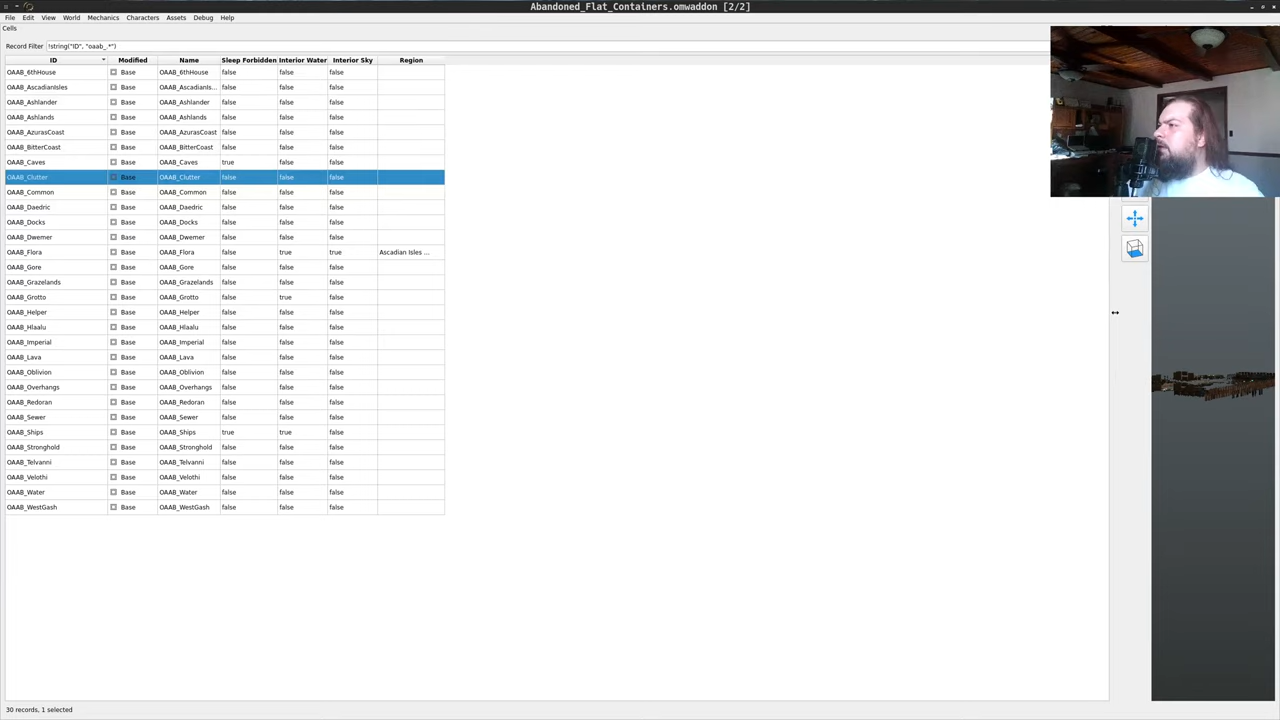 Abandoned_Flat_Containers.omwaddon [2/2]
File Edit View World Mechanics Characters Assets Debug Help
Cells
Record Filter !string("ID", "oaab_.*")
ID Modified Name Sleep Forbidden Interior Water Interior Sky Region
OAAB_6thHouse Base OAAB_6thHouse false false false
OAAB_AscadianIsles Base OAAB_AscadianIs... false false false
OAAB_Ashlander Base OAAB_Ashlander false false false
OAAB_Ashlands Base OAAB_Ashlands false false false
OAAB_AzurasCoast Base OAAB_AzurasCoast false false false
OAAB_BitterCoast Base OAAB_BitterCoast false false false
OAAB_Caves Base OAAB_Caves true false false
OAAB_Clutter Base OAAB_Clutter false false false
OAAB_Common Base OAAB_Common false false false
OAAB_Daedric Base OAAB_Daedric false false false
OAAB_Docks Base OAAB_Docks false false false
OAAB_Dwemer Base OAAB_Dwemer false false false
OAAB_Flora Base OAAB_Flora false true true Ascadian Isles ...
OAAB_Gore Base OAAB_Gore false false false
OAAB_Grazelands Base OAAB_Grazelands false false false
OAAB_Grotto Base OAAB_Grotto false true false
OAAB_Helper Base OAAB_Helper false false false
OAAB_Hlaalu Base OAAB_Hlaalu false false false
OAAB_Imperial Base OAAB_Imperial false false false
OAAB_Lava Base OAAB_Lava false false false
OAAB_Oblivion Base OAAB_Oblivion false false false
OAAB_Overhangs Base OAAB_Overhangs false false false
OAAB_Redoran Base OAAB_Redoran false false false
OAAB_Sewer Base OAAB_Sewer false false false
OAAB_Ships Base OAAB_Ships true true false
OAAB_Stronghold Base OAAB_Stronghold false false false
OAAB_Telvanni Base OAAB_Telvanni false false false
OAAB_Velothi Base OAAB_Velothi false false false
OAAB_Water Base OAAB_Water false false false
OAAB_WestGash Base OAAB_WestGash false false false
30 records, 1 selected